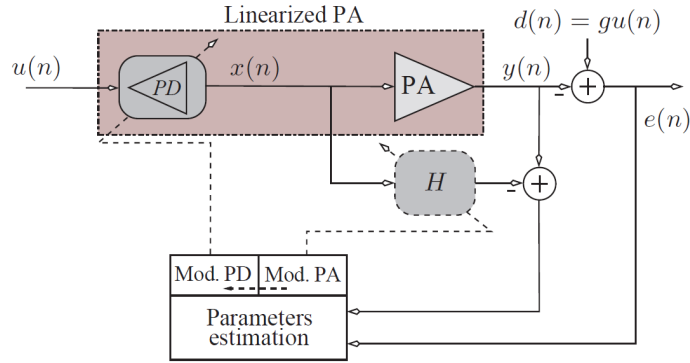 Linearized PA
d(n) = gu(n)
u(n)
PD
x(n)
PA
y(n)
e(n)
H
Mod. PD
Mod. PA
Parameters
estimation